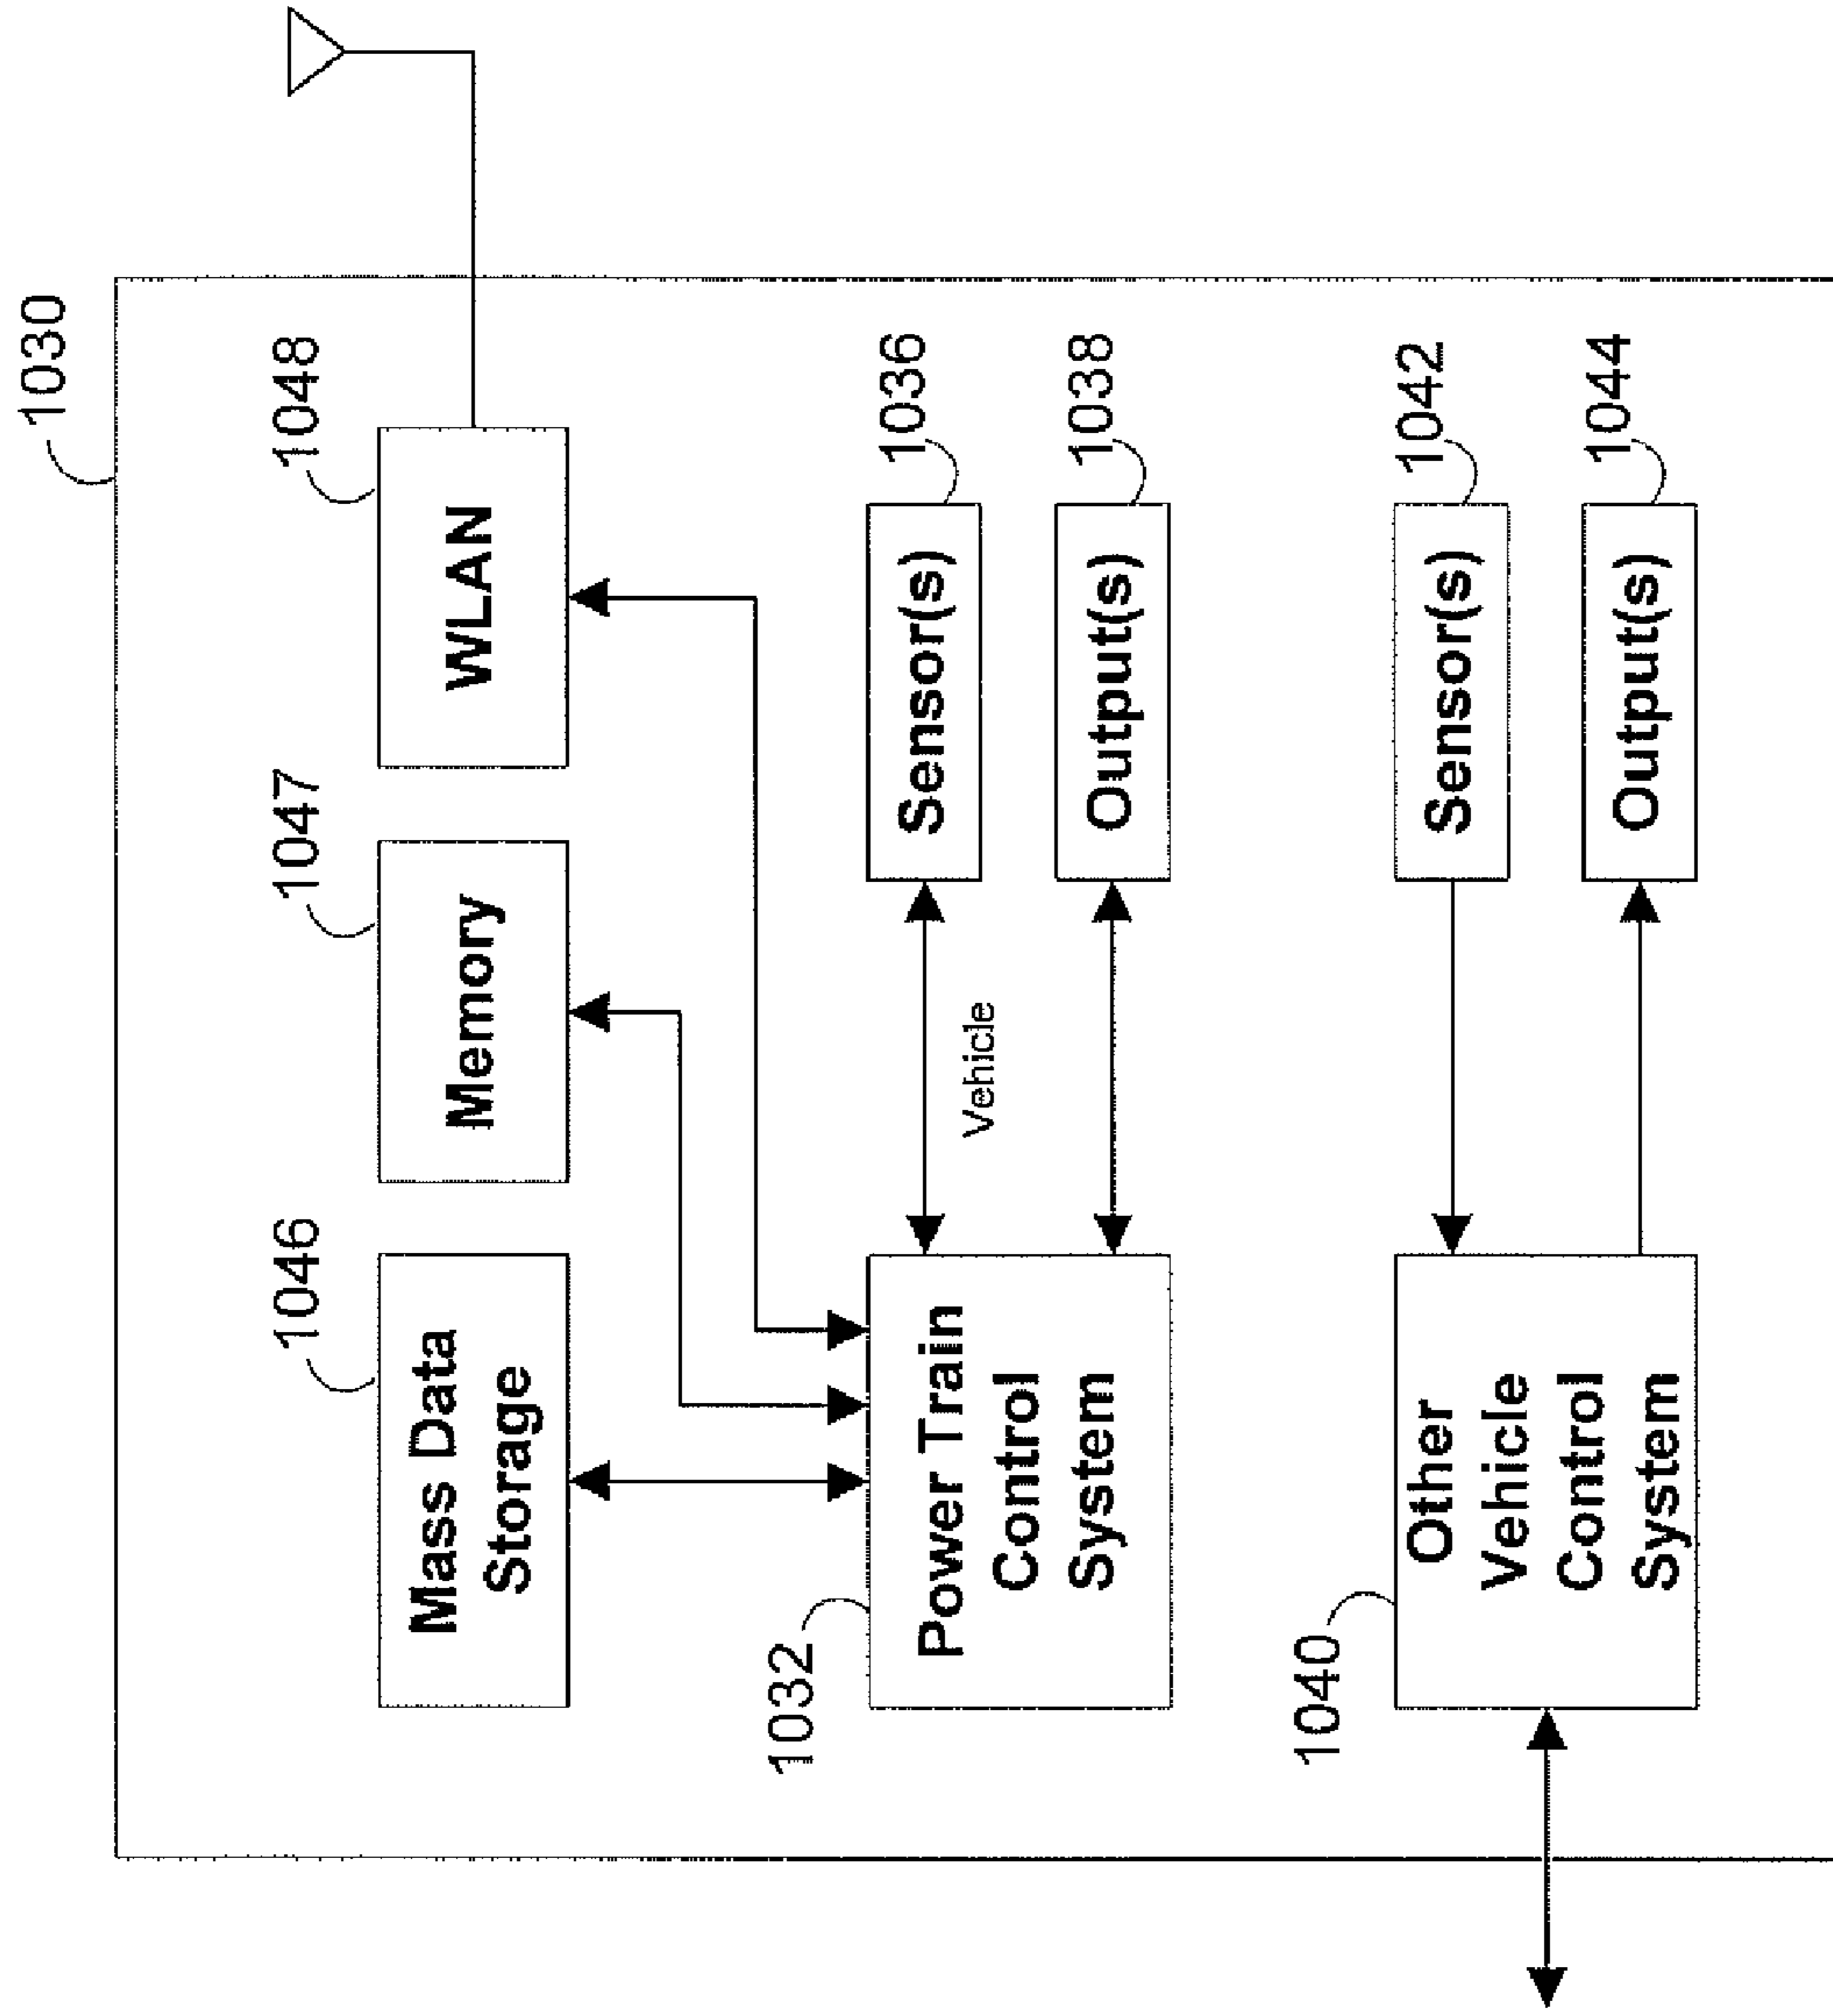 1030
1046
1047
1048
Mass Data
Storage
Memory
WLAN
1032
Power Train
Control
System
Vehicle
Sensor(s)
1036
Output(s)
1038
1040
Other
Vehicle
Control
System
Sensor(s)
1042
Output(s)
1044